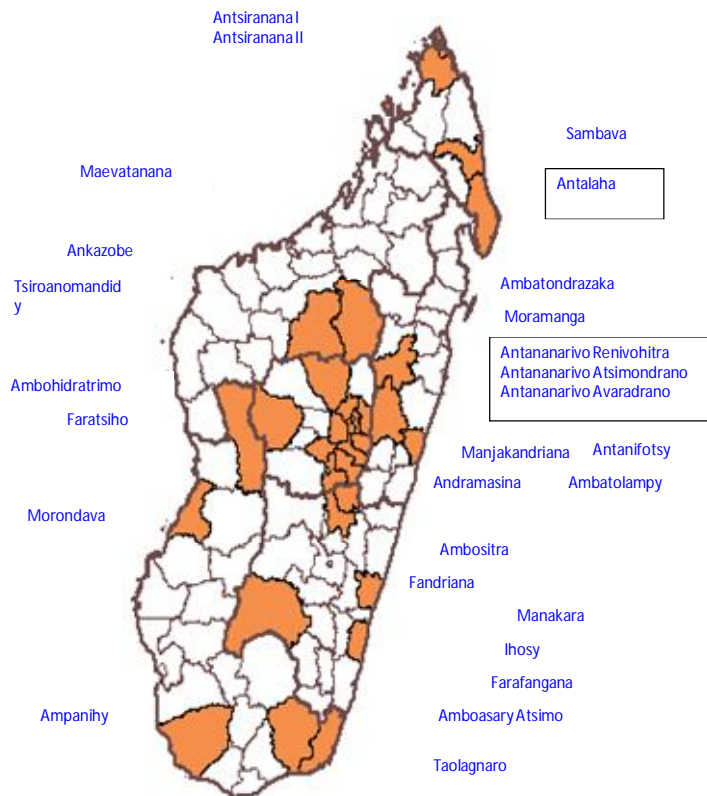 Antsiranana I
Antsiranana II
Sambava
Maevatanana
Antalaha
Ankazobe
Tsiroanomandid
y
Ambatondrazaka
Moramanga
Antananarivo Renivohitra
Antananarivo Atsimondrano
Antananarivo Avaradrano
Ambohidratrimo
Faratsiho
Manjakandriana
Antanifotsy
Andramasina
Ambatolampy
Morondava
Ambositra
Fandriana
Manakara
Ihosy
Farafangana
Ampanihy
Amboasary Atsimo
Taolagnaro